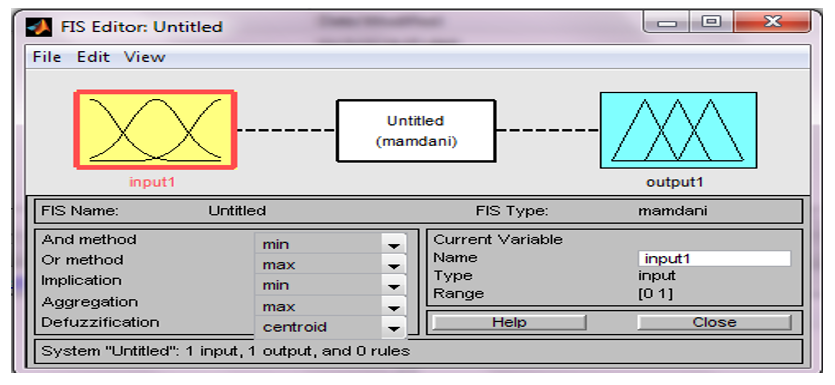 FIS Editor: Untitled
File Edit View
Untitled
(mamdani)
input1
output1
FIS Name: Untitled FIS Type: mamdani
And method min
Or method max
Implication min
Aggregation max
Defuzzification centroid
Current Variable
Name input1
Type input
Range [0 1]
Help Close
System "Untitled": 1 input, 1 output, and 0 rules